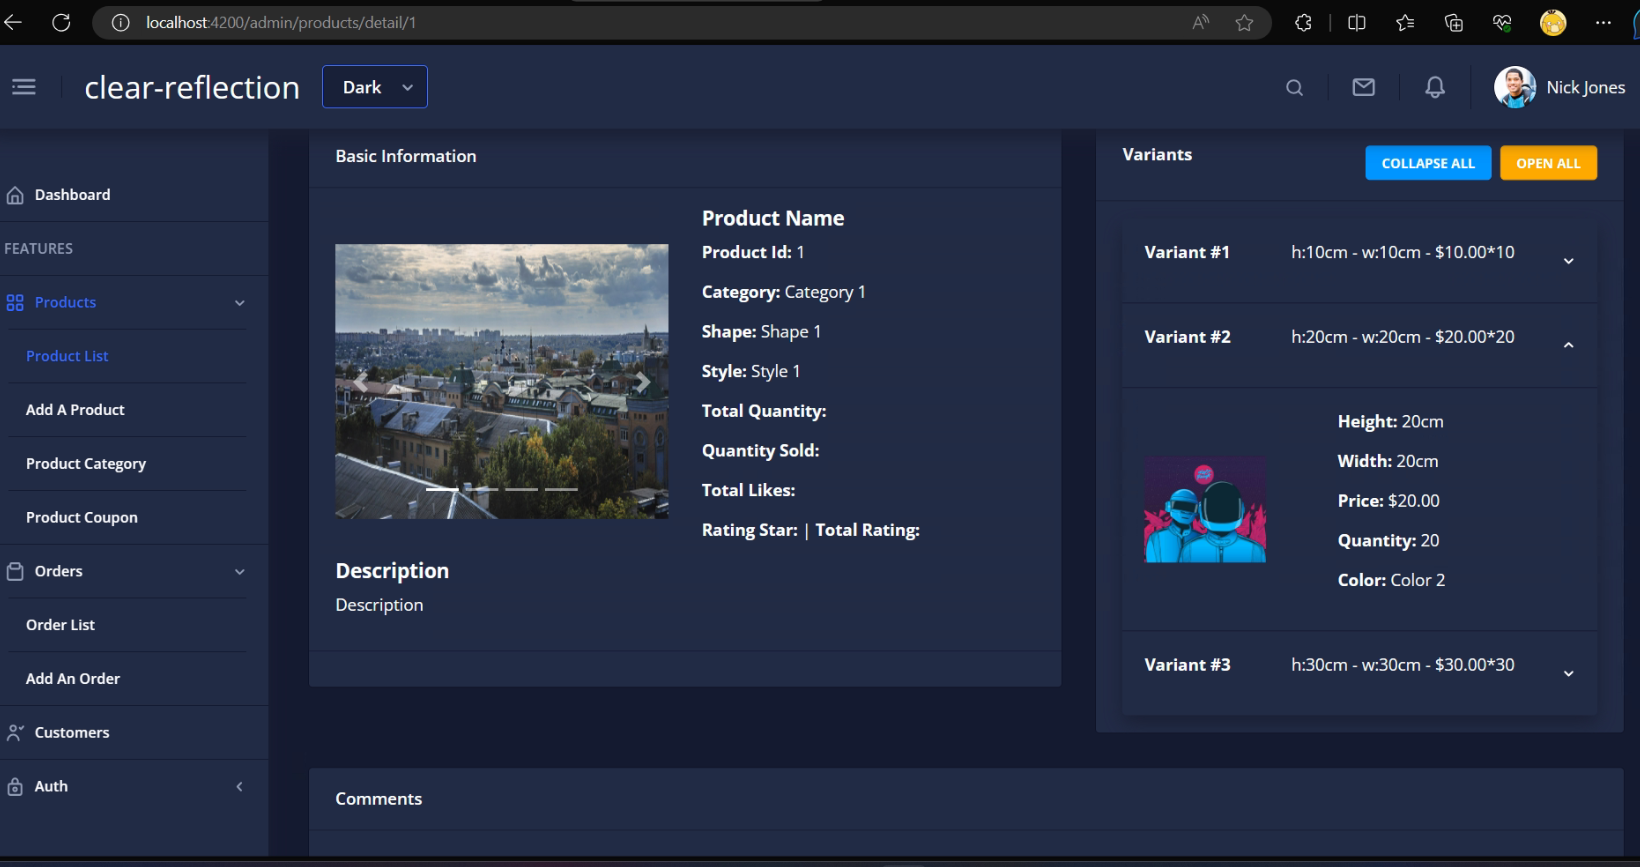 localhost:4200/admin/products/detail/1
clear-reflection
Dark
Nick Jones
Dashboard
FEATURES
Products
Product List
Add A Product
Product Category
Product Coupon
Orders
Order List
Add An Order
Customers
Auth
Basic Information
Product Name
Product Id: 1
Category: Category 1
Shape: Shape 1
Style: Style 1
Total Quantity:
Quantity Sold:
Total Likes:
Rating Star: | Total Rating:
Description
Description
Variants
COLLAPSE ALL
OPEN ALL
Variant #1 h:10cm - w:10cm - $10.00*10
Variant #2 h:20cm - w:20cm - $20.00*20
Height: 20cm
Width: 20cm
Price: $20.00
Quantity: 20
Color: Color 2
Variant #3 h:30cm - w:30cm - $30.00*30
Comments